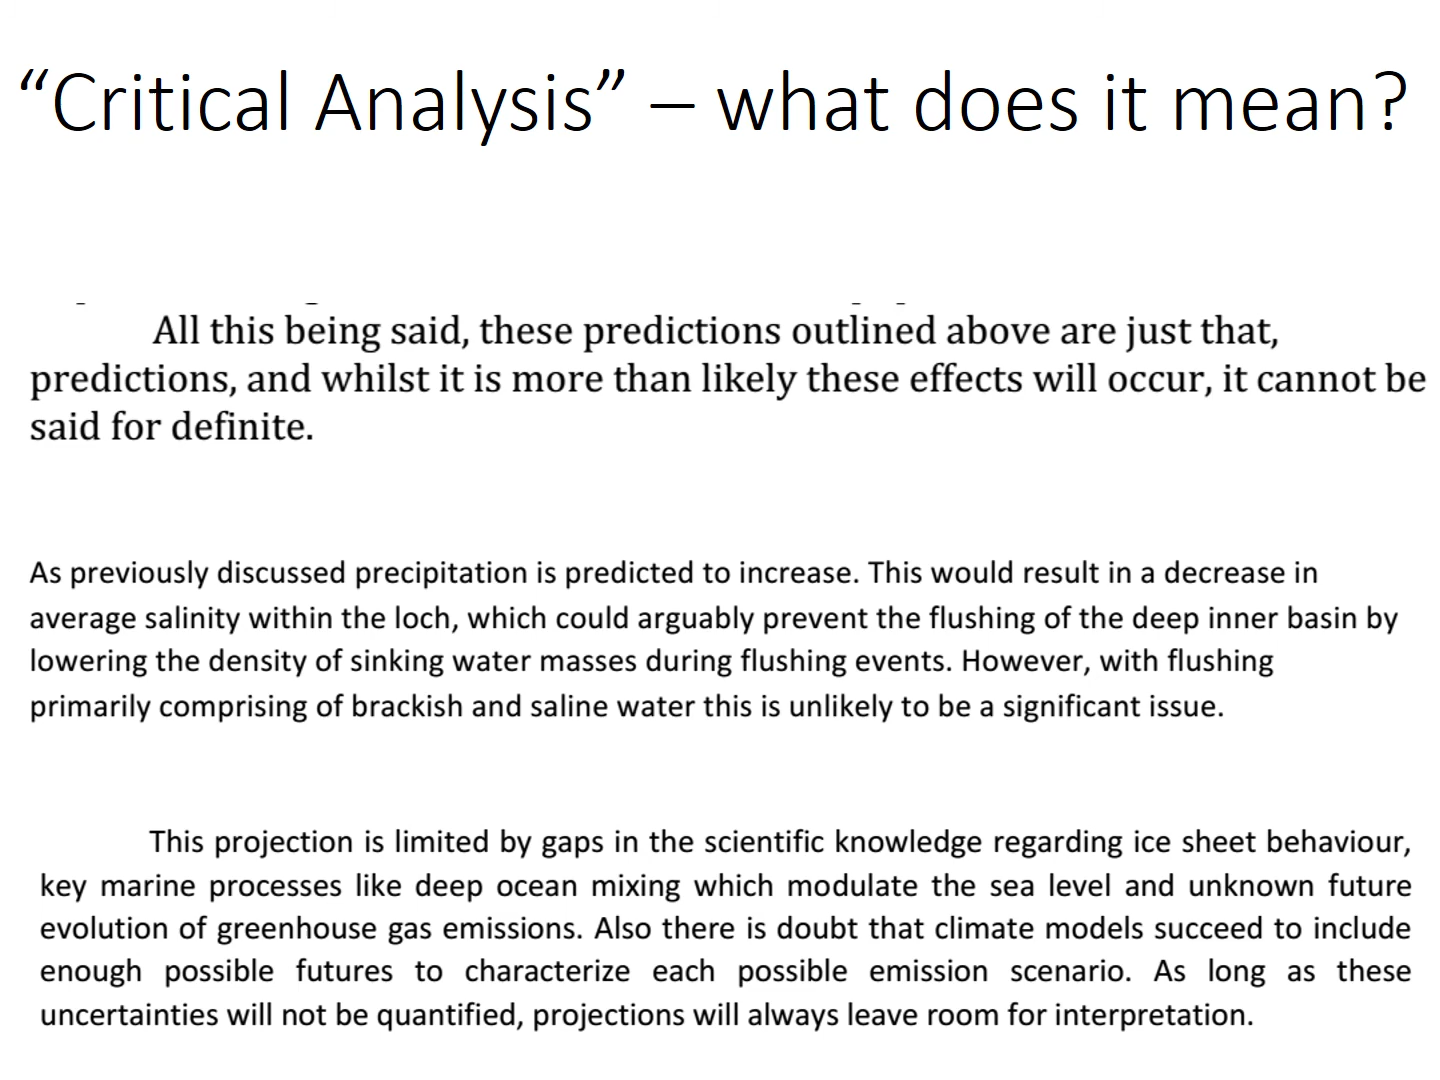 “Critical Analysis” – what does it mean?
All this being said, these predictions outlined above are just that,
predictions, and whilst it is more than likely these effects will occur, it cannot be
said for definite.
As previously discussed precipitation is predicted to increase. This would result in a decrease in
average salinity within the loch, which could arguably prevent the flushing of the deep inner basin by
lowering the density of sinking water masses during flushing events. However, with flushing
primarily comprising of brackish and saline water this is unlikely to be a significant issue.
This projection is limited by gaps in the scientific knowledge regarding ice sheet behaviour,
key marine processes like deep ocean mixing which modulate the sea level and unknown future
evolution of greenhouse gas emissions. Also there is doubt that climate models succeed to include
enough possible futures to characterize each possible emission scenario. As long as these
uncertainties will not be quantified, projections will always leave room for interpretation.